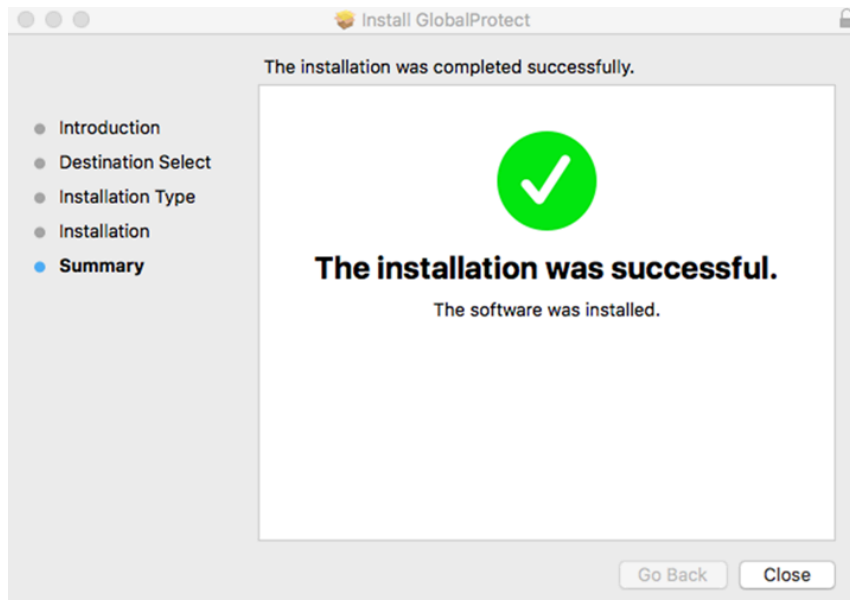 Install GlobalProtect
The installation was completed successfully.
Introduction
Destination Select
Installation Type
Installation
Summary
The installation was successful.
The software was installed.
Go Back
Close